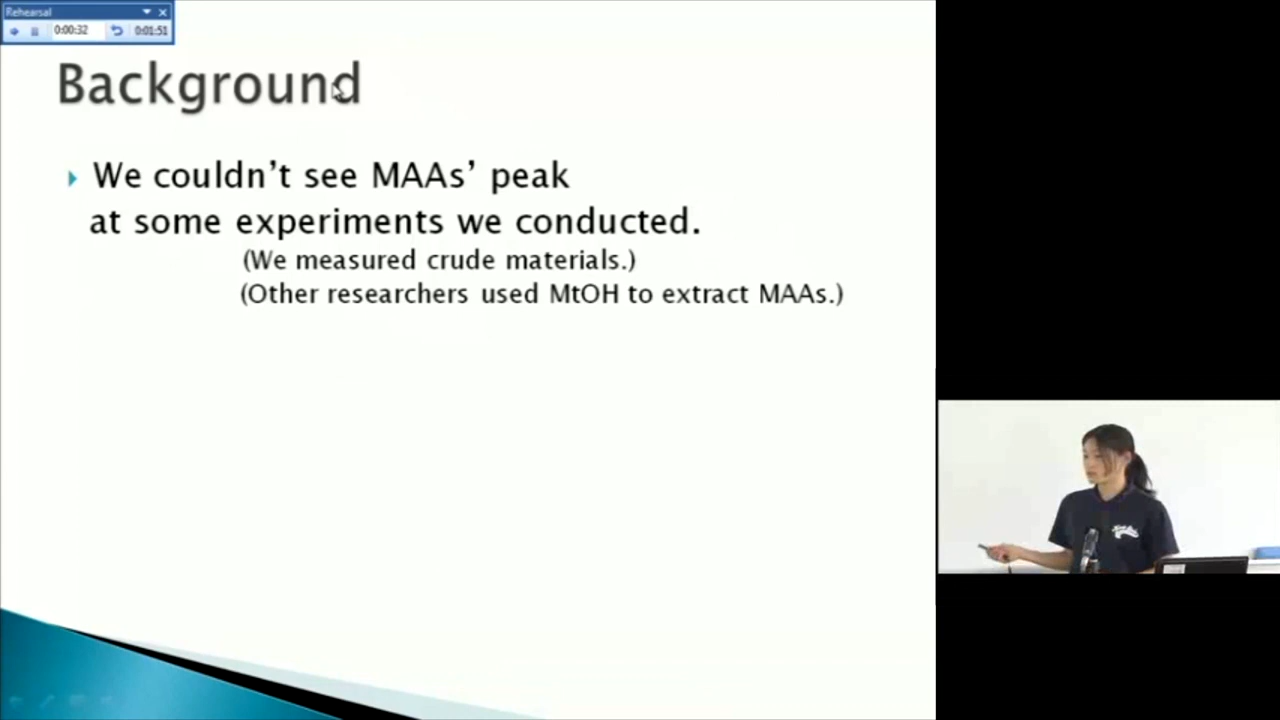 Rehearsal
0:00:32 0:01:51
Background
We couldn't see MAAs' peak
at some experiments we conducted.
(We measured crude materials.)
(Other researchers used MtOH to extract MAAs.)